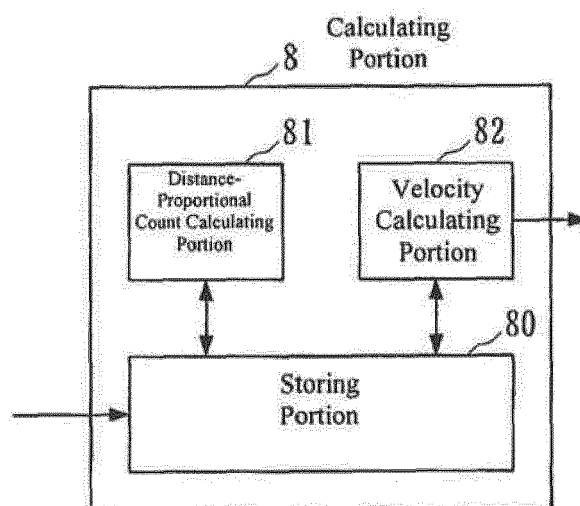 Calculating
Portion
8
81
82
Distance-
Proportional
Count Calculating
Portion
Velocity
Calculating
Portion
80
Storing
Portion